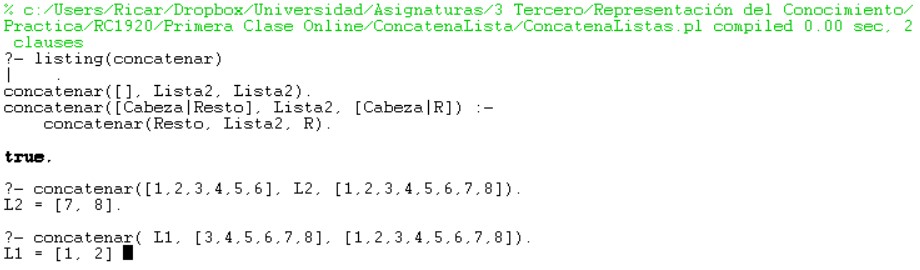 % c:/Users/Ricar/Dropbox/Universidad/Asignaturas/3 Tercero/Representación del Conocimiento/
Practica/RC1920/Primera Clase Online/ConcatenaLista/ConcatenaListas.pl compiled 0.00 sec, 2
 clauses
?- listing(concatenar)
|    .
concatenar([], Lista2, Lista2).
concatenar([Cabeza|Resto], Lista2, [Cabeza|R]) :-
    concatenar(Resto, Lista2, R).
true.
?- concatenar([1,2,3,4,5,6], L2, [1,2,3,4,5,6,7,8]).
L2 = [7, 8].
?- concatenar( L1, [3,4,5,6,7,8], [1,2,3,4,5,6,7,8]).
L1 = [1, 2]